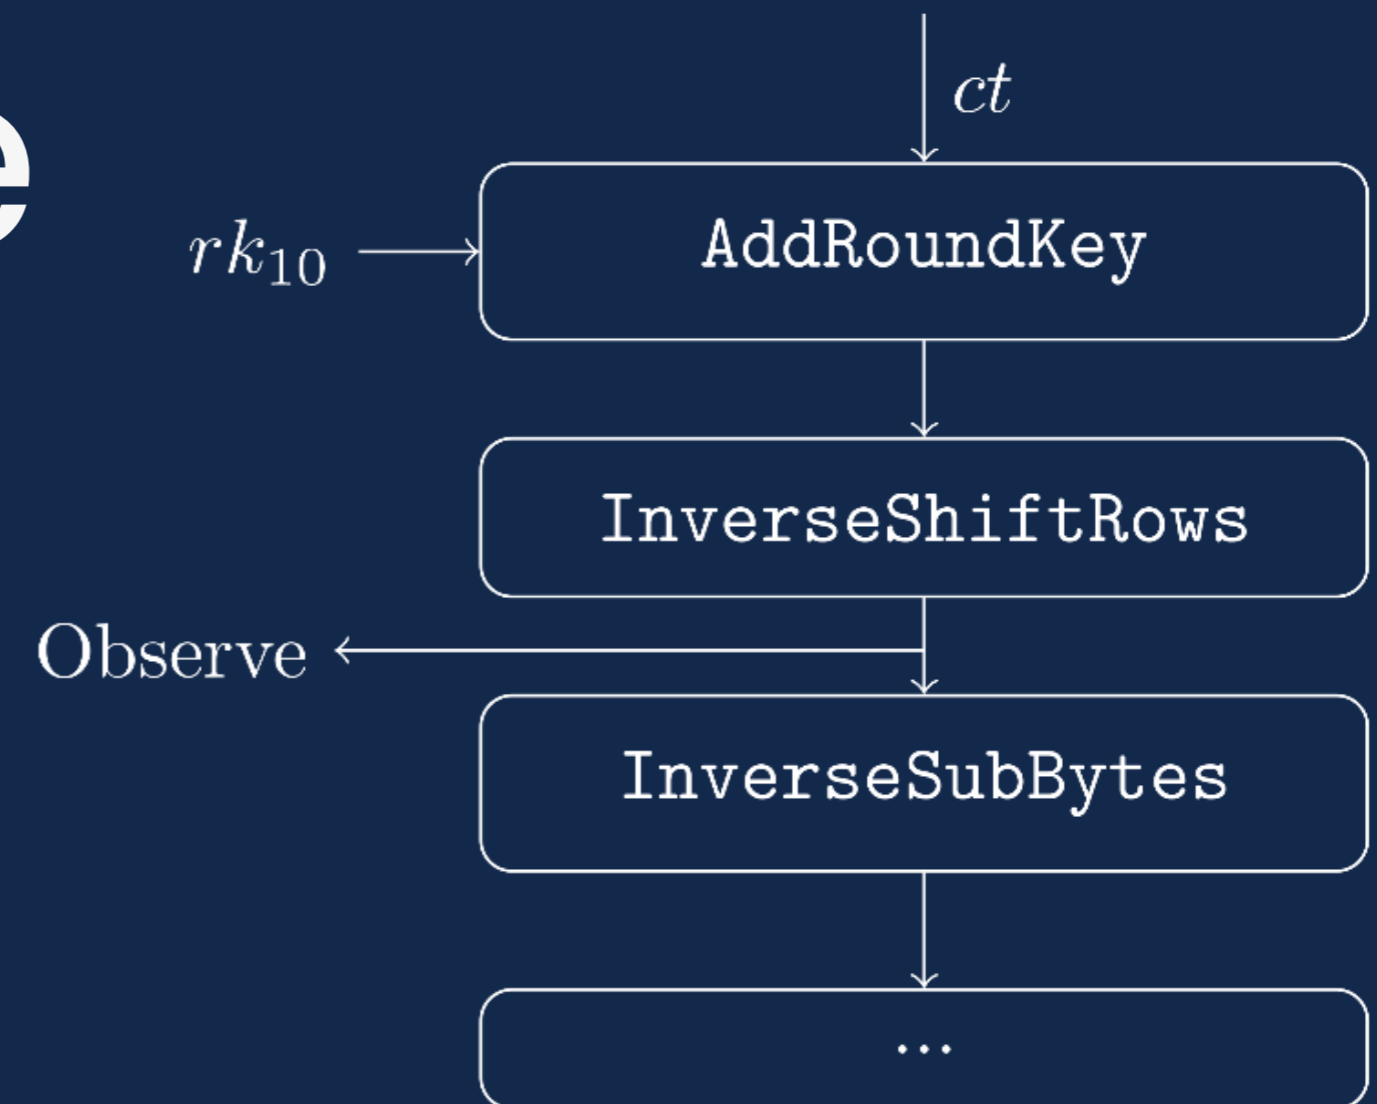 e
ct
rk₁₀
AddRoundKey
InverseShiftRows
Observe
InverseSubBytes
...